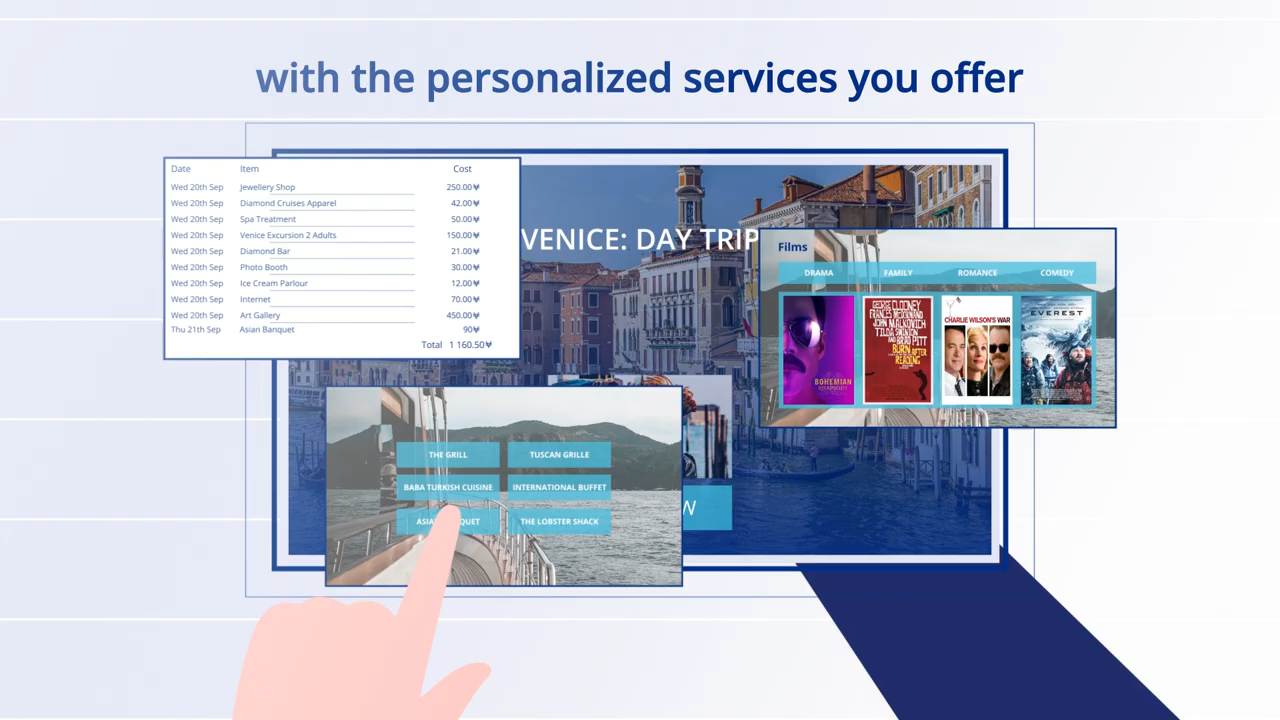 with the personalized services you offer
Date Item Cost
Wed 20th Sep Jewellery Shop 250.00₩
Wed 20th Sep Diamond Cruises Apparel 42.00₩
Wed 20th Sep Spa Treatment 50.00₩
Wed 20th Sep Venice Excursion 2 Adults 150.00₩
Wed 20th Sep Diamond Bar 21.00₩
Wed 20th Sep Photo Booth 30.00₩
Wed 20th Sep Ice Cream Parlour 12.00₩
Wed 20th Sep Internet 70.00₩
Wed 20th Sep Art Gallery 450.00₩
Thu 21th Sep Asian Banquet 90₩
Total 1 160.50₩
VENICE: DAY TRIP
Films
DRAMA FAMILY ROMANCE COMEDY
BOHEMIAN
RHAPSODY
GEORGE CLOONEY
FRANCES MCDORMAND
JOHN MALKOVICH
TILDA SWINTON
AND BRAD PITT
BURN AFTER
READING
CHARLIE WILSON'S WAR
EVEREST
THE GRILL TUSCAN GRILLE
BABA TURKISH CUISINE INTERNATIONAL BUFFET
THE LOBSTER SHACK
W